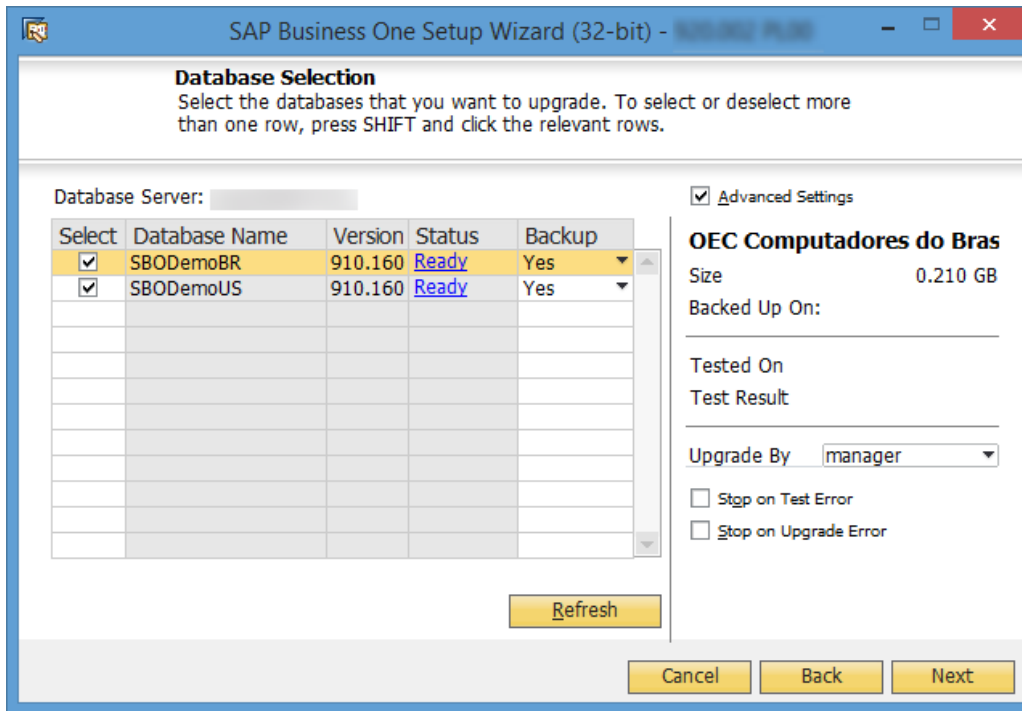 SAP Business One Setup Wizard (32-bit) -
Database Selection
Select the databases that you want to upgrade. To select or deselect more
than one row, press SHIFT and click the relevant rows.
Database Server:
Select Database Name Version Status Backup
SBODemoBR 910.160 Ready Yes
SBODemoUS 910.160 Ready Yes
Refresh
Advanced Settings
OEC Computadores do Bras
Size 0.210 GB
Backed Up On:
Tested On
Test Result
Upgrade By manager
Stop on Test Error
Stop on Upgrade Error
Cancel Back Next